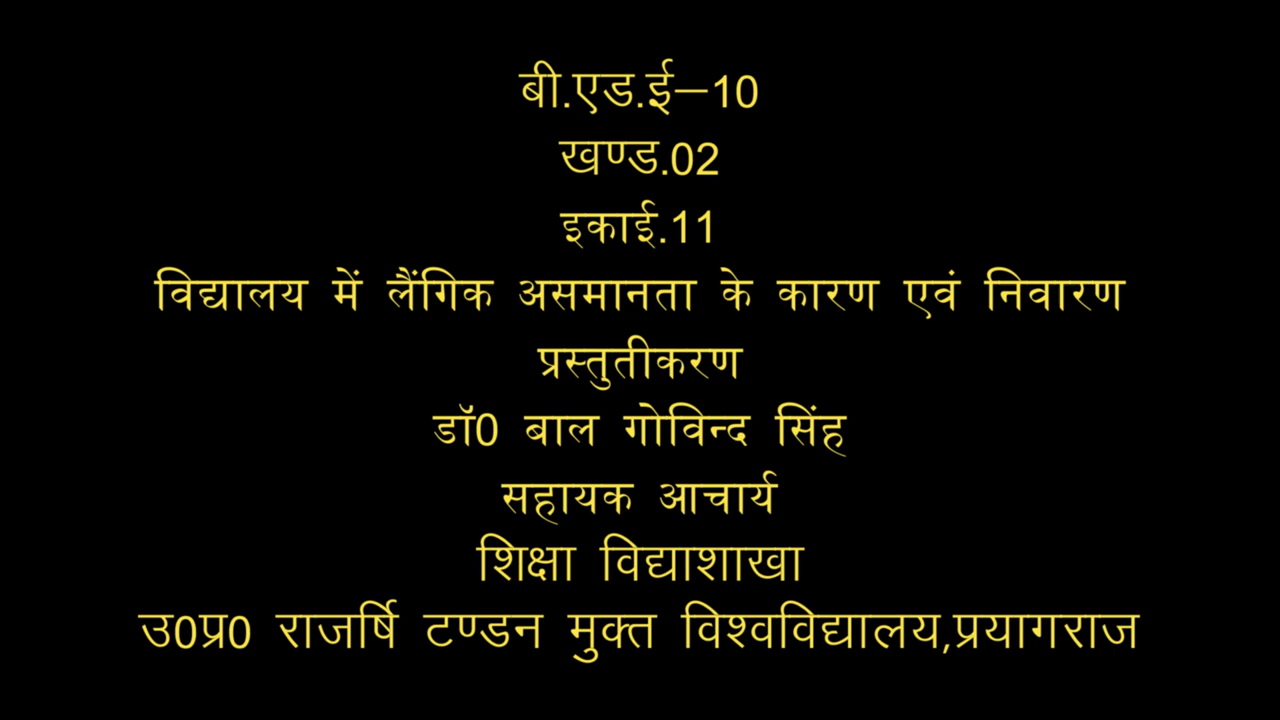 बी.एड.ई–10
खण्ड.02
इकाई.11
विद्यालय में लैंगिक असमानता के कारण एवं निवारण
प्रस्तुतीकरण
डॉ0 बाल गोविन्द सिंह
सहायक आचार्य
शिक्षा विद्याशाखा
उ0प्र0 राजर्षि टण्डन मुक्त विश्वविद्यालय,प्रयागराज